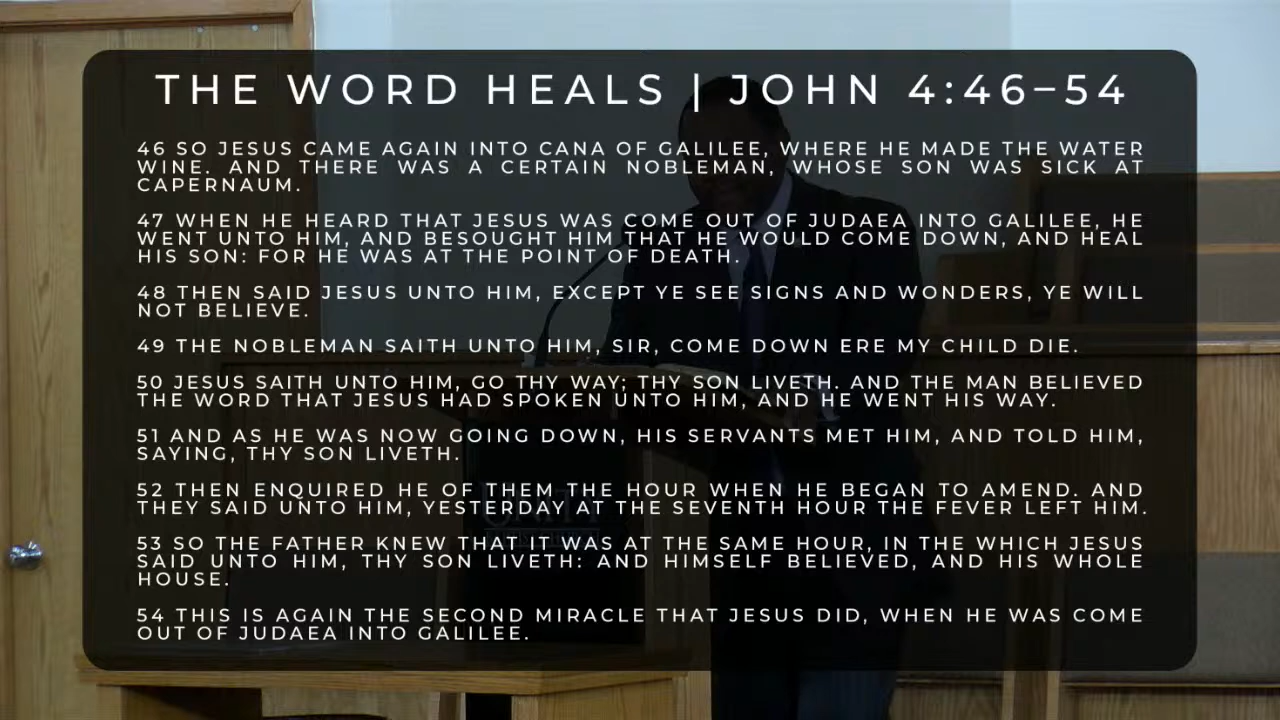 THE WORD HEALS | JOHN 4:46–54
46 SO JESUS CAME AGAIN INTO CANA OF GALILEE, WHERE HE MADE THE WATER
WINE. AND THERE WAS A CERTAIN NOBLEMAN, WHOSE SON WAS SICK AT
CAPERNAUM.
47 WHEN HE HEARD THAT JESUS WAS COME OUT OF JUDAEA INTO GALILEE, HE
WENT UNTO HIM, AND BESOUGHT HIM THAT HE WOULD COME DOWN, AND HEAL
HIS SON: FOR HE WAS AT THE POINT OF DEATH.
48 THEN SAID JESUS UNTO HIM, EXCEPT YE SEE SIGNS AND WONDERS, YE WILL
NOT BELIEVE.
49 THE NOBLEMAN SAITH UNTO HIM, SIR, COME DOWN ERE MY CHILD DIE.
50 JESUS SAITH UNTO HIM, GO THY WAY; THY SON LIVETH. AND THE MAN BELIEVED
THE WORD THAT JESUS HAD SPOKEN UNTO HIM, AND HE WENT HIS WAY.
51 AND AS HE WAS NOW GOING DOWN, HIS SERVANTS MET HIM, AND TOLD HIM,
SAYING, THY SON LIVETH.
52 THEN ENQUIRED HE OF THEM THE HOUR WHEN HE BEGAN TO AMEND. AND
THEY SAID UNTO HIM, YESTERDAY AT THE SEVENTH HOUR THE FEVER LEFT HIM.
53 SO THE FATHER KNEW THAT IT WAS AT THE SAME HOUR, IN THE WHICH JESUS
SAID UNTO HIM, THY SON LIVETH: AND HIMSELF BELIEVED, AND HIS WHOLE
HOUSE.
54 THIS IS AGAIN THE SECOND MIRACLE THAT JESUS DID, WHEN HE WAS COME
OUT OF JUDAEA INTO GALILEE.
UNITY